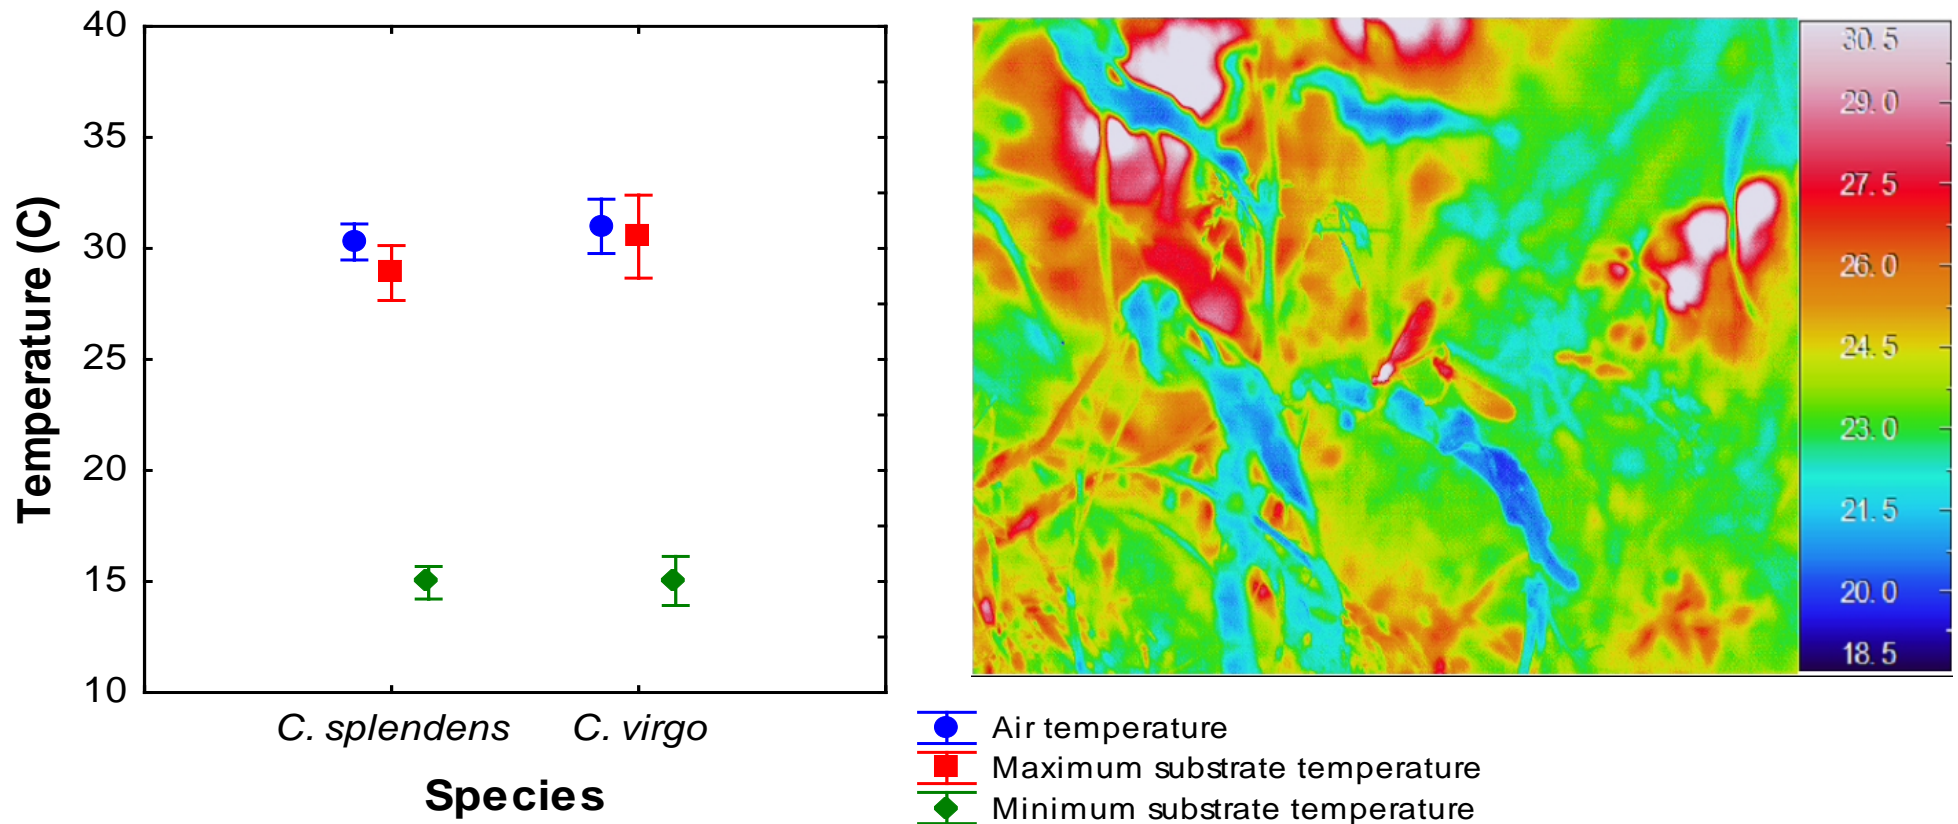 40
35
30
25
20
15
10
Temperature (C)
C. splendens C. virgo
Species
30.5
29.0
27.5
26.0
24.5
23.0
21.5
20.0
18.5
Air temperature
Maximum substrate temperature
Minimum substrate temperature